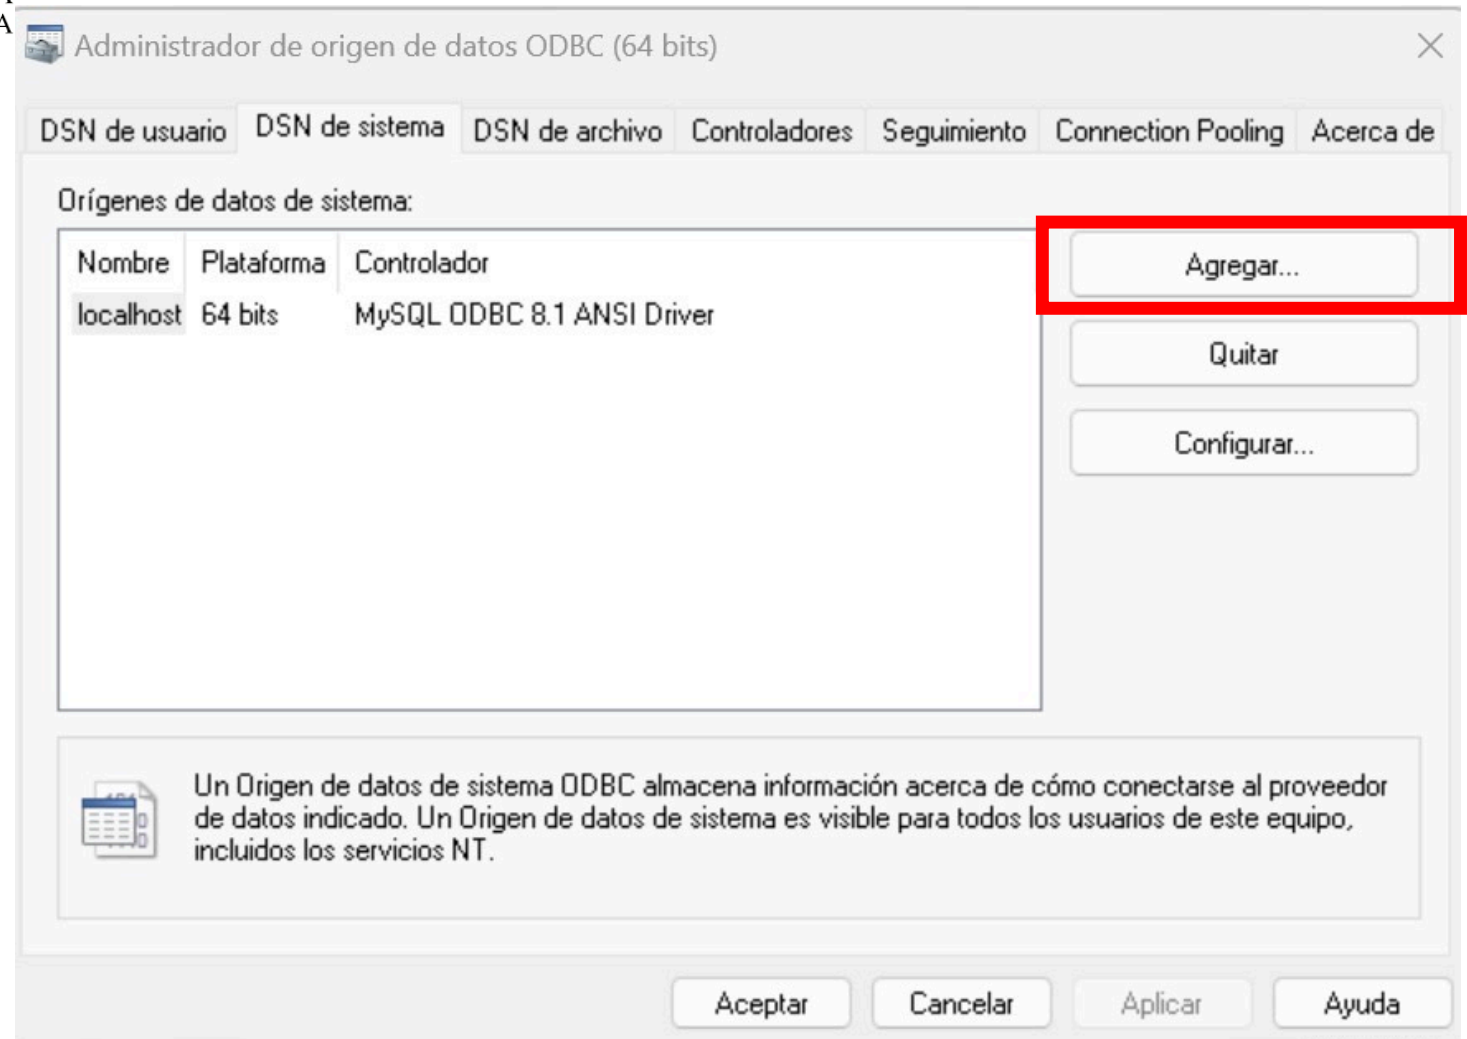 A
Administrador de origen de datos ODBC (64 bits)
DSN de usuario DSN de sistema DSN de archivo Controladores Seguimiento Connection Pooling Acerca de
Orígenes de datos de sistema:
Nombre Plataforma Controlador
localhost 64 bits MySQL ODBC 8.1 ANSI Driver
Agregar...
Quitar
Configurar...
Un Origen de datos de sistema ODBC almacena información acerca de cómo conectarse al proveedor
de datos indicado. Un Origen de datos de sistema es visible para todos los usuarios de este equipo,
incluidos los servicios NT.
Aceptar Cancelar Aplicar Ayuda